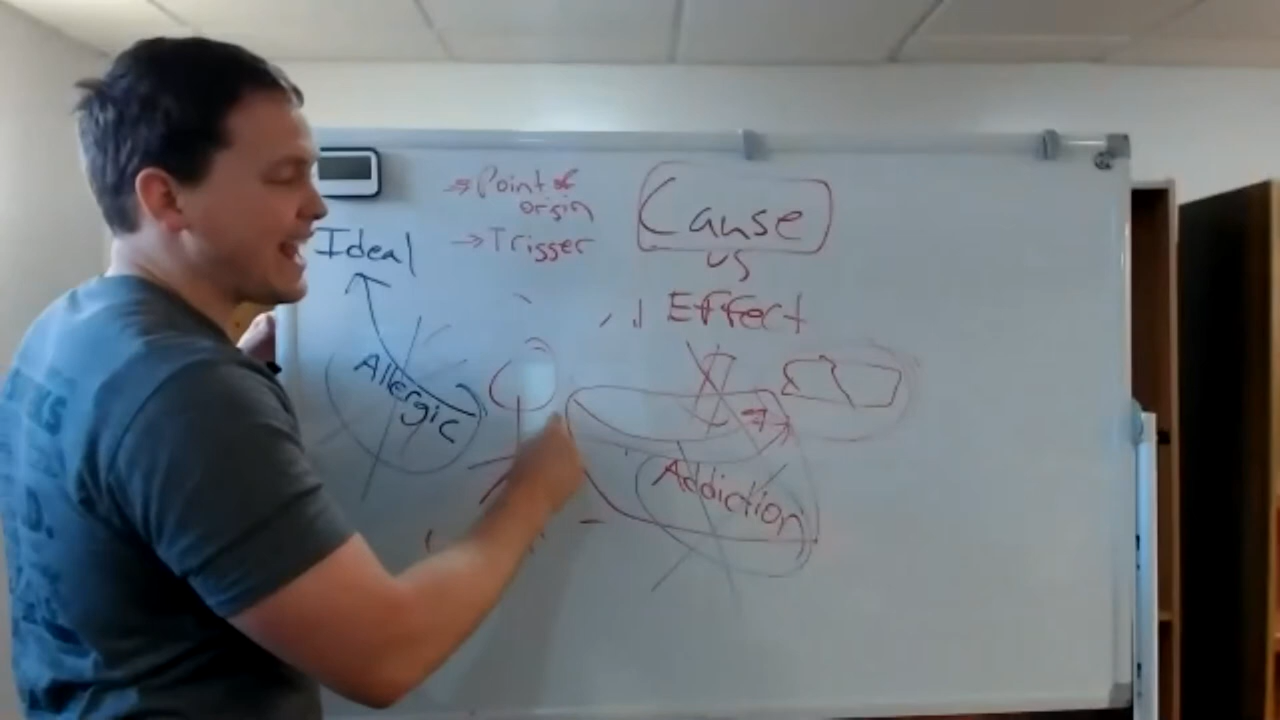 → Point of
origin
→ Trigger
Cause
vs
Effect
Ideal
Allergic
Addiction